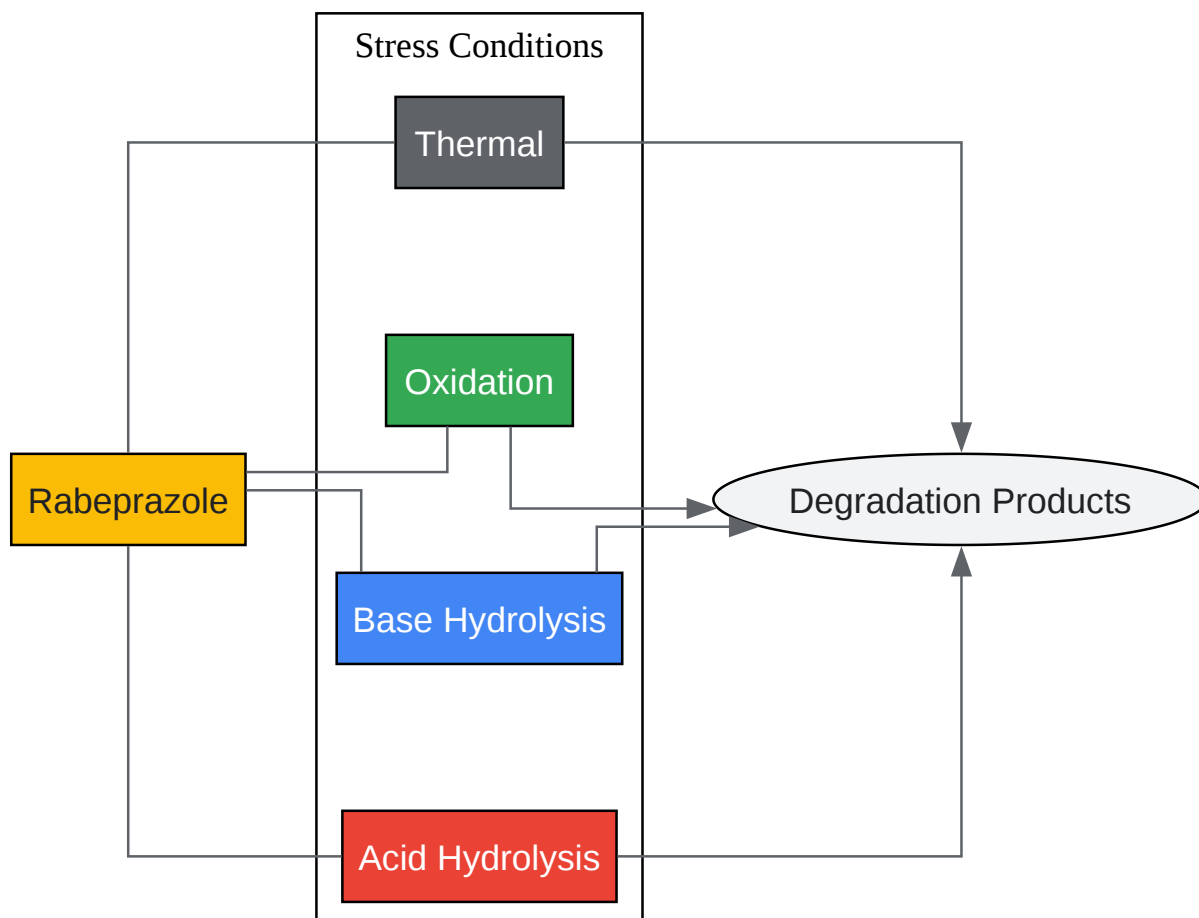 Stress Conditions
Thermal
Oxidation
Rabeprazole
Degradation Products
Base Hydrolysis
Acid Hydrolysis